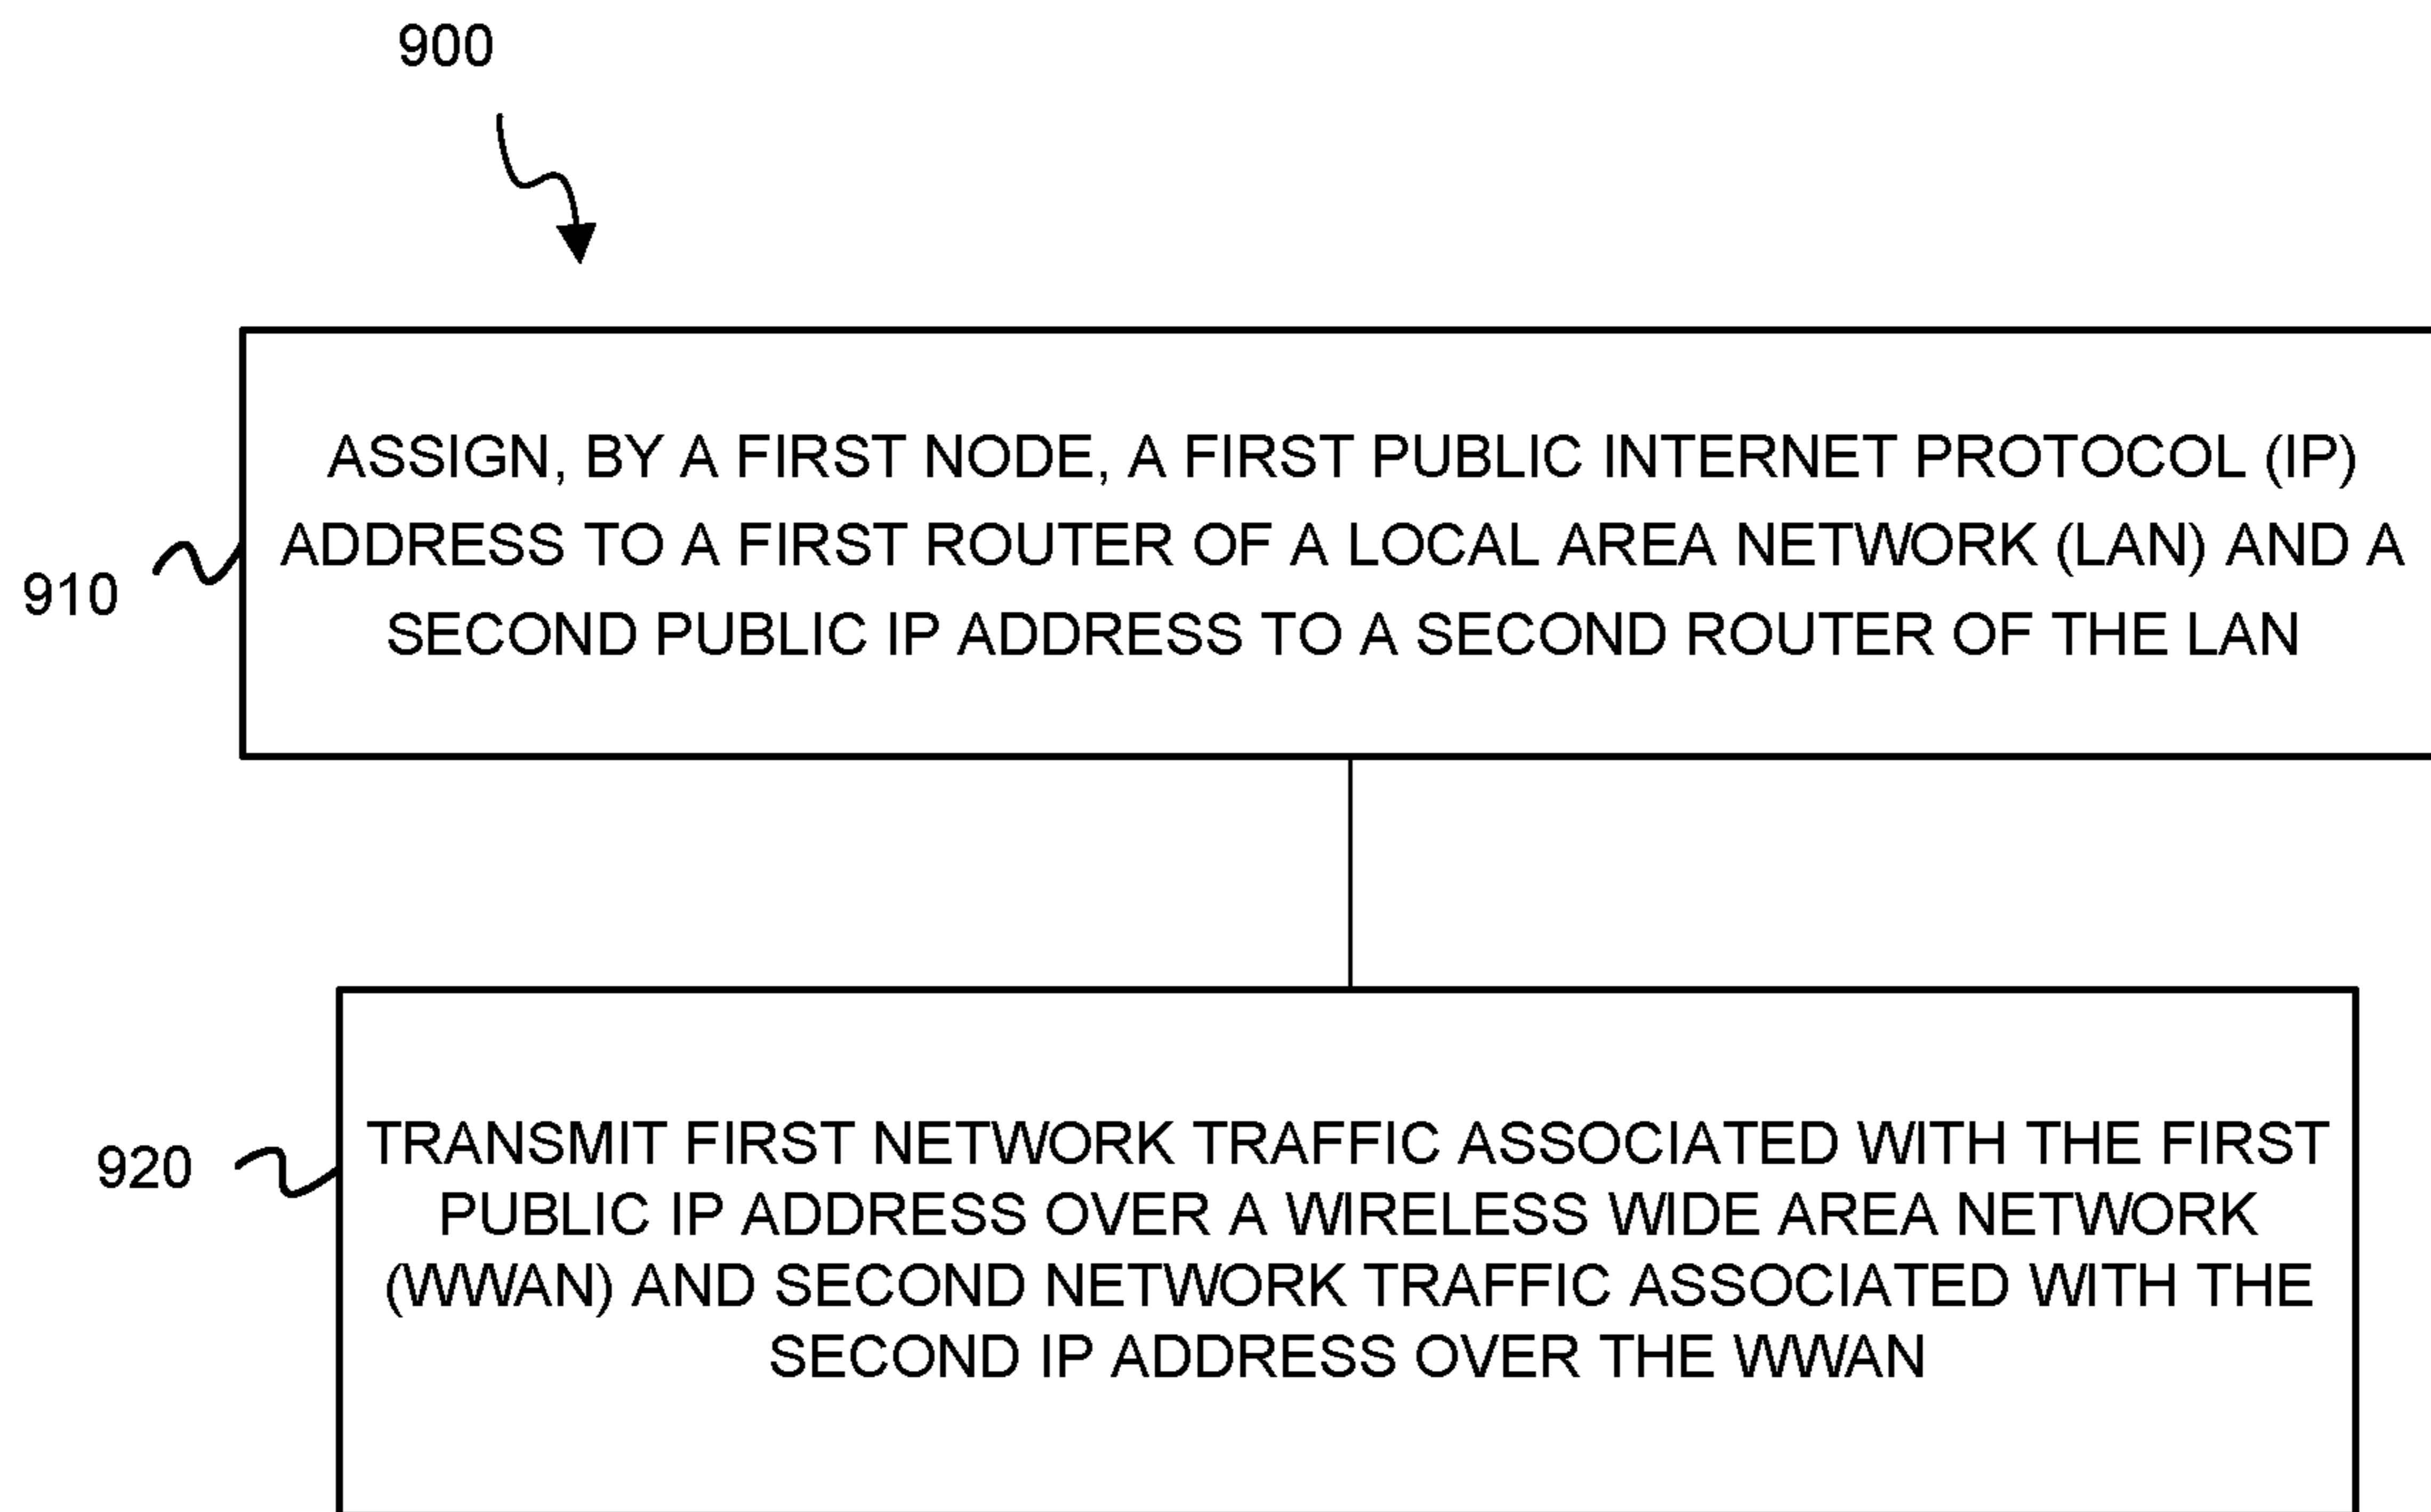 900
910
ASSIGN, BY A FIRST NODE, A FIRST PUBLIC INTERNET PROTOCOL (IP)
ADDRESS TO A FIRST ROUTER OF A LOCAL AREA NETWORK (LAN) AND A
SECOND PUBLIC IP ADDRESS TO A SECOND ROUTER OF THE LAN
920
TRANSMIT FIRST NETWORK TRAFFIC ASSOCIATED WITH THE FIRST
PUBLIC IP ADDRESS OVER A WIRELESS WIDE AREA NETWORK
(WWAN) AND SECOND NETWORK TRAFFIC ASSOCIATED WITH THE
SECOND IP ADDRESS OVER THE WWAN